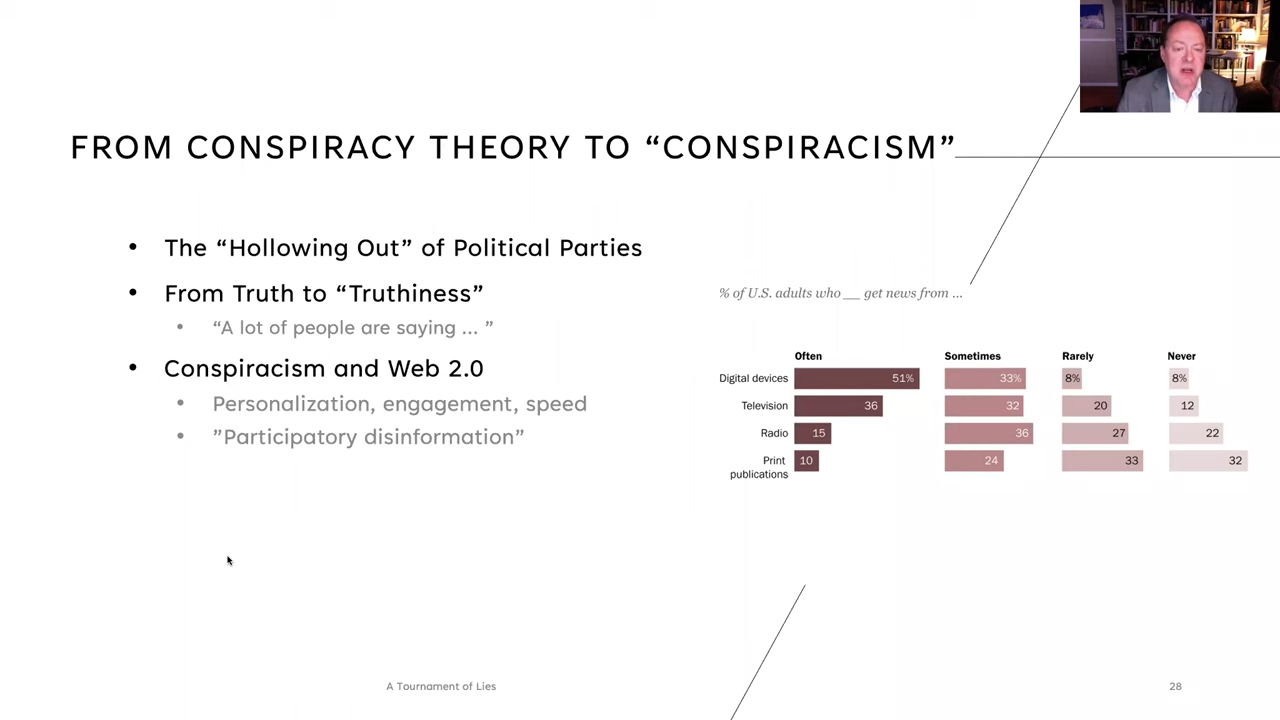 FROM CONSPIRACY THEORY TO “CONSPIRACISM”
• The “Hollowing Out” of Political Parties
• From Truth to “Truthiness”
• “A lot of people are saying ... ”
• Conspiracism and Web 2.0
• Personalization, engagement, speed
• ”Participatory disinformation”
% of U.S. adults who __ get news from ...
Often Sometimes Rarely Never
Digital devices 51% 33% 8% 8%
Television 36 32 20 12
Radio 15 36 27 22
Print 10 24 33 32
publications
A Tournament of Lies 28